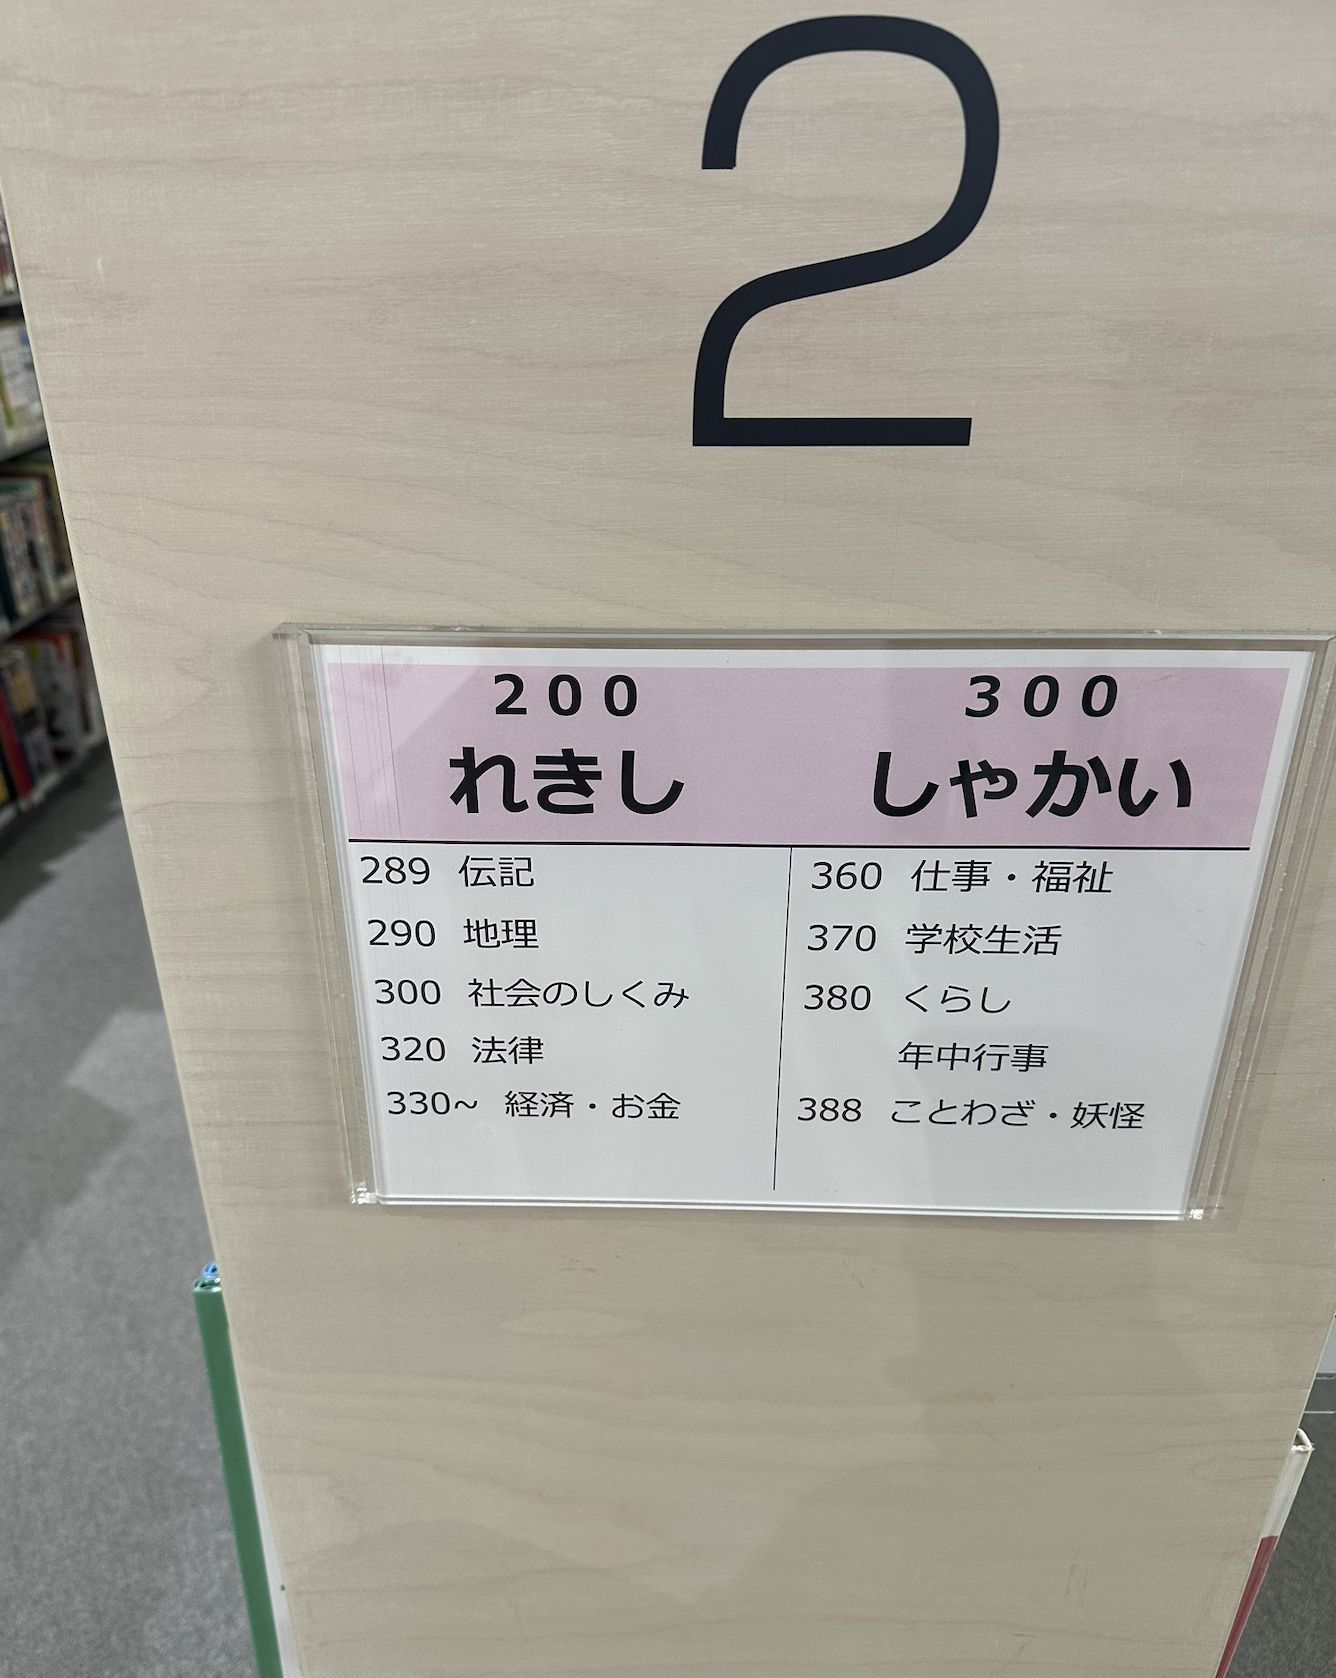 2
200 300
れきし しゃかい
289 伝記
290 地理
300 社会のしくみ
320 法律
330~ 経済・お金
360 仕事・福祉
370 学校生活
380 くらし
年中行事
388 ことわざ・妖怪